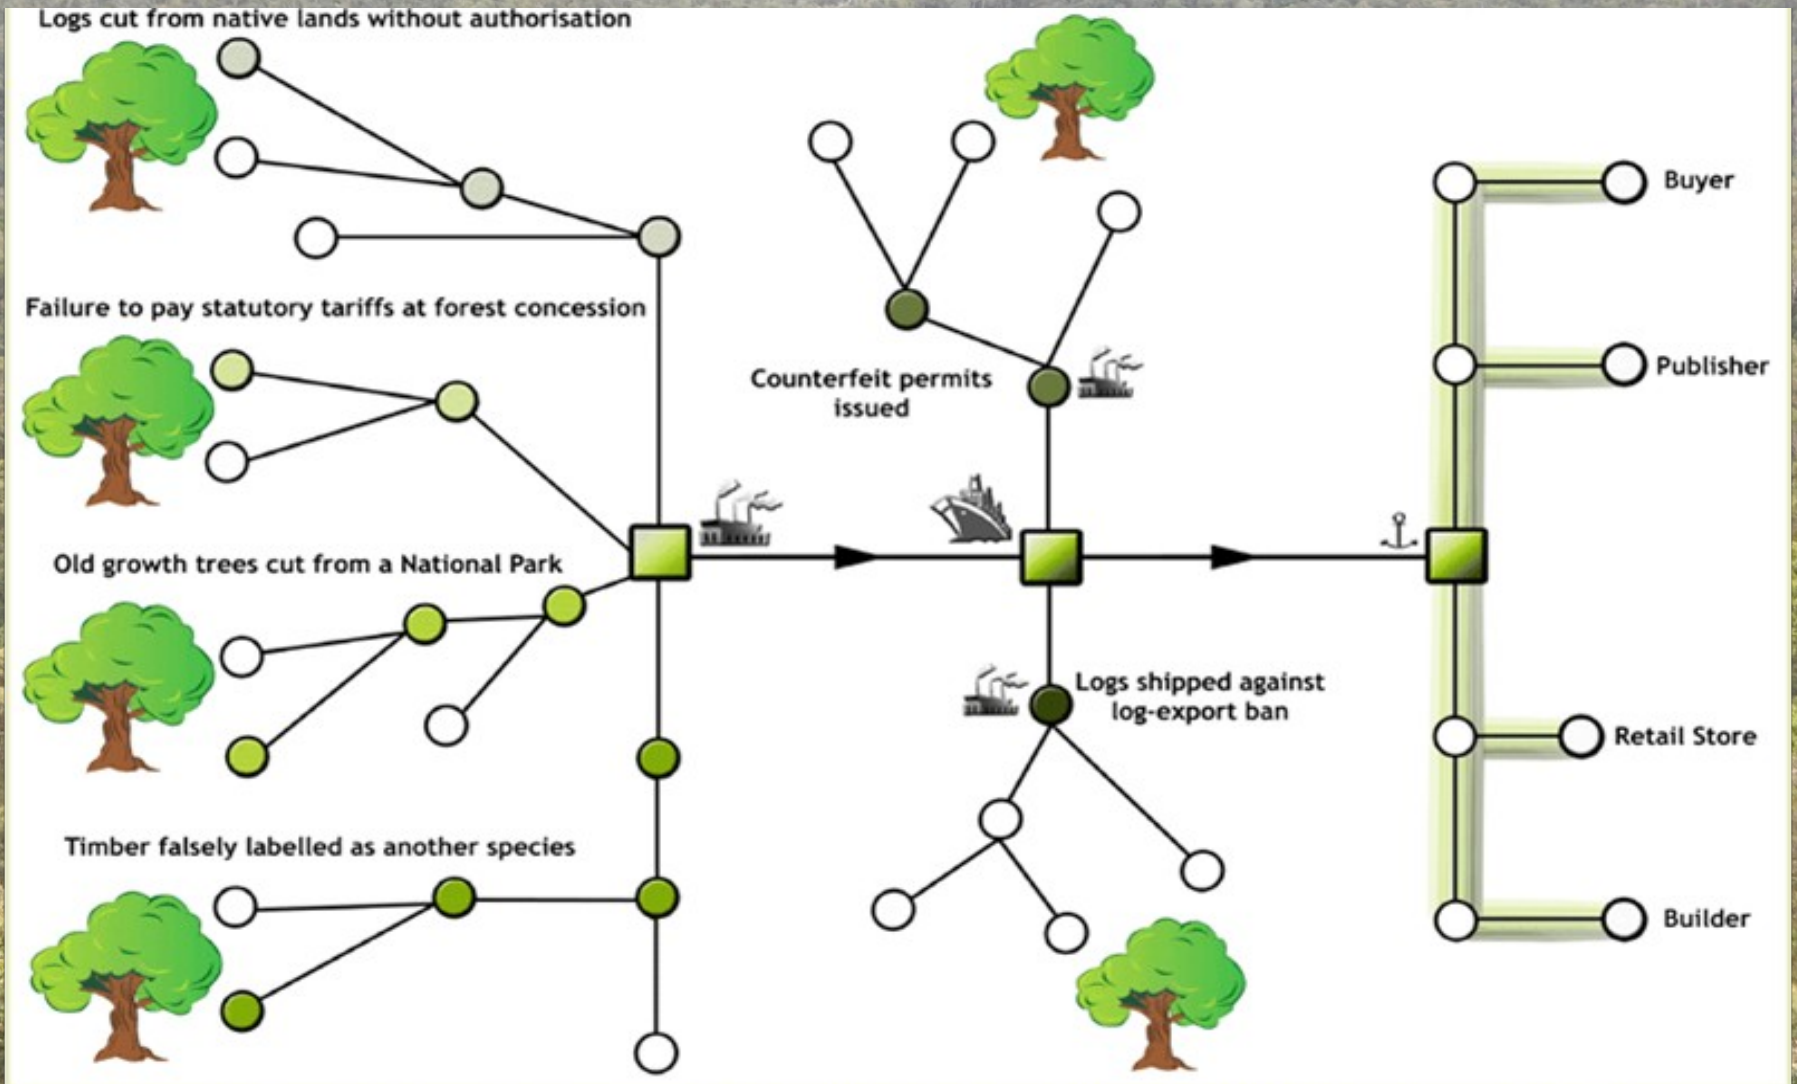 Logs cut from native lands without authorisation
Failure to pay statutory tariffs at forest concession
Old growth trees cut from a National Park
Timber falsely labelled as another species
Counterfeit permits
issued
Logs shipped against
log-export ban
Buyer
Publisher
Retail Store
Builder